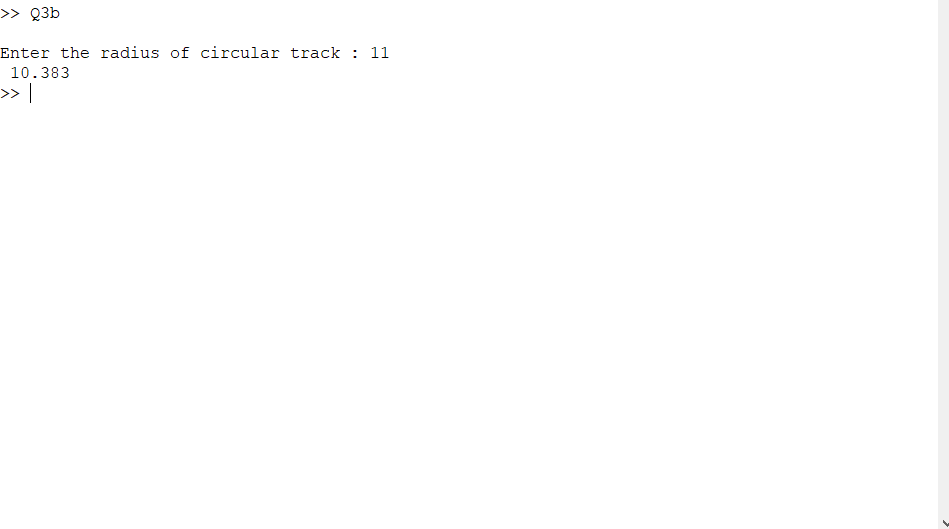 >> Q3b
Enter the radius of circular track : 11
10.383
>>